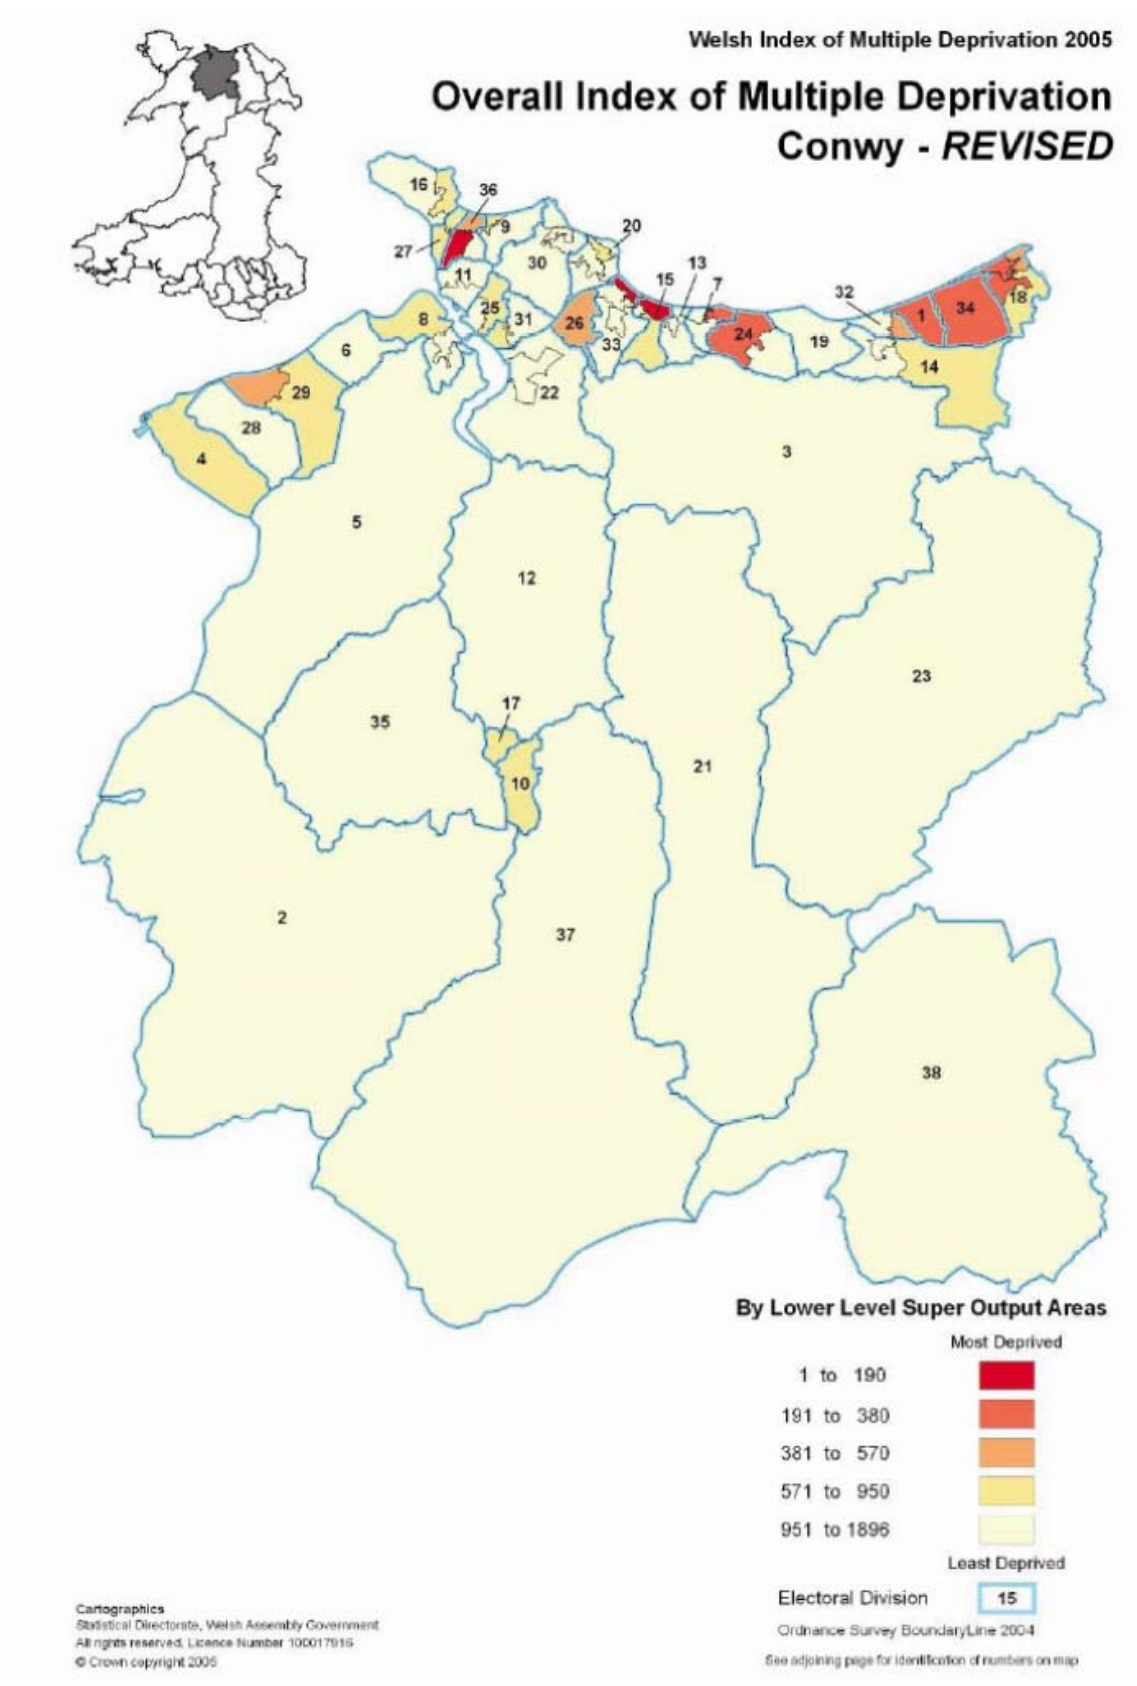 Welsh Index of Multiple Deprivation 2005
Overall Index of Multiple Deprivation
Conwy - REVISED
16
36
9
20
27
30
13
11
15
7
32
18
8
25
31
26
1
34
24
33
19
6
14
29
22
28
3
4
5
12
23
17
35
21
10
2
37
38
By Lower Level Super Output Areas
Most Deprived
1 to 190
191 to 380
381 to 570
571 to 950
951 to 1896
Least Deprived
Electoral Division 15
Ordnance Survey BoundaryLine 2004
See adjoining page for identification of numbers on map
Cartographics
Statistical Directorate, Welsh Assembly Government
All rights reserved, Licence Number 100017916
© Crown copyright 2005